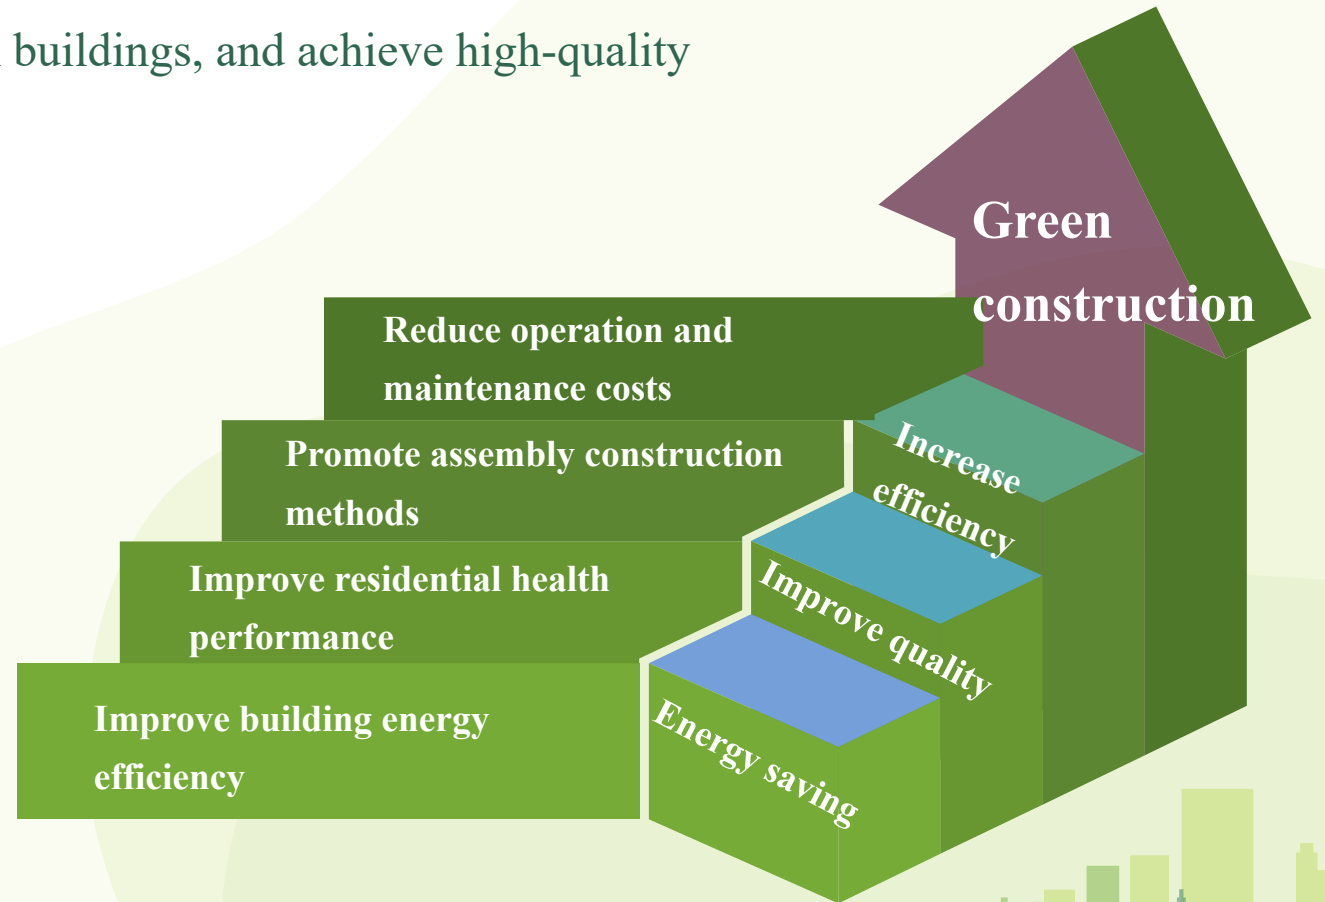 buildings, and achieve high-quality
Green
construction
Reduce operation and
maintenance costs
Increase
efficiency
Promote assembly construction
methods
Improve quality
Improve residential health
performance
Energy saving
Improve building energy
efficiency